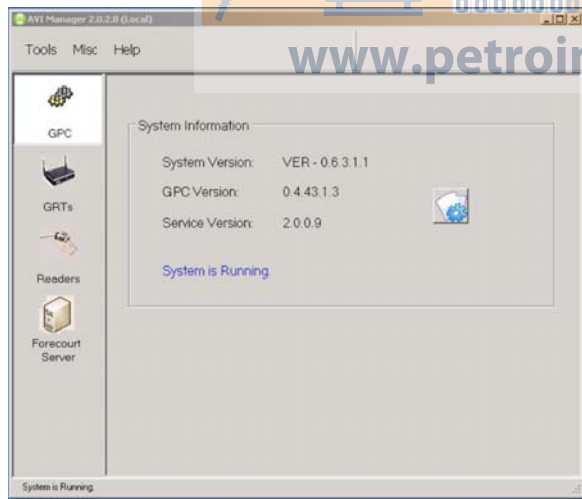 AVI Manager 2.0.2.0 (Local)
Tools Misc Help
www.petroin
GPC
GRTs
Readers
Forecourt
Server
System Information
System Version: VER - 0.6.3.1.1
GPC Version: 0.4.43.1.3
Service Version: 2.0.0.9
System is Running.
System is Running.